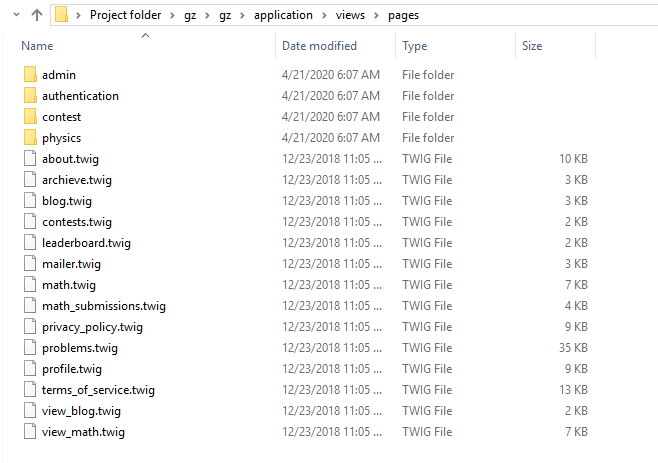 Project folder > gz > gz > application > views > pages
Name Date modified Type Size
admin 4/21/2020 6:07 AM File folder
authentication 4/21/2020 6:07 AM File folder
contest 4/21/2020 6:07 AM File folder
physics 4/21/2020 6:07 AM File folder
about.twig 12/23/2018 11:05 ... TWIG File 10 KB
archieve.twig 12/23/2018 11:05 ... TWIG File 3 KB
blog.twig 12/23/2018 11:05 ... TWIG File 3 KB
contests.twig 12/23/2018 11:05 ... TWIG File 2 KB
leaderboard.twig 12/23/2018 11:05 ... TWIG File 2 KB
mailer.twig 12/23/2018 11:05 ... TWIG File 3 KB
math.twig 12/23/2018 11:05 ... TWIG File 7 KB
math_submissions.twig 12/23/2018 11:05 ... TWIG File 4 KB
privacy_policy.twig 12/23/2018 11:05 ... TWIG File 9 KB
problems.twig 12/23/2018 11:05 ... TWIG File 35 KB
profile.twig 12/23/2018 11:05 ... TWIG File 9 KB
terms_of_service.twig 12/23/2018 11:05 ... TWIG File 13 KB
view_blog.twig 12/23/2018 11:05 ... TWIG File 2 KB
view_math.twig 12/23/2018 11:05 ... TWIG File 7 KB